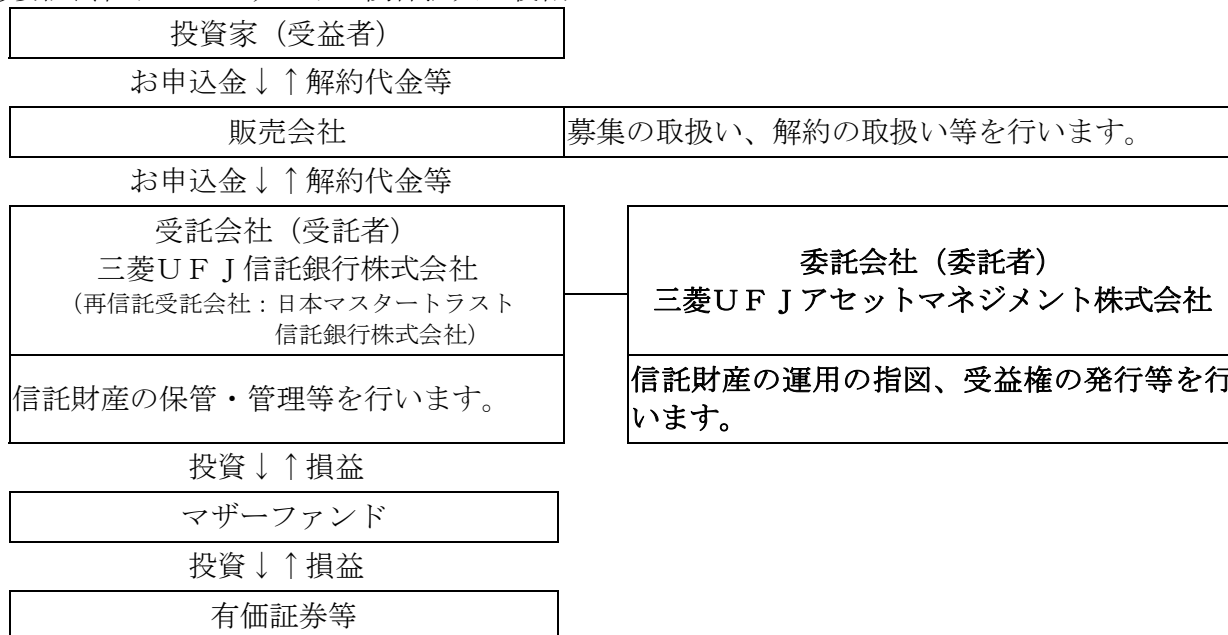 投資家（受益者）
お申込金↓↑解約代金等
販売会社
募集の取扱い、解約の取扱い等を行います。
お申込金↓↑解約代金等
受託会社（受託者）
三菱ＵＦＪ信託銀行株式会社
（再信託受託会社：日本マスタートラスト
信託銀行株式会社）
委託会社（委託者）
三菱ＵＦＪアセットマネジメント株式会社
信託財産の保管・管理等を行います。
信託財産の運用の指図、受益権の発行等を行
います。
投資↓↑損益
マザーファンド
投資↓↑損益
有価証券等